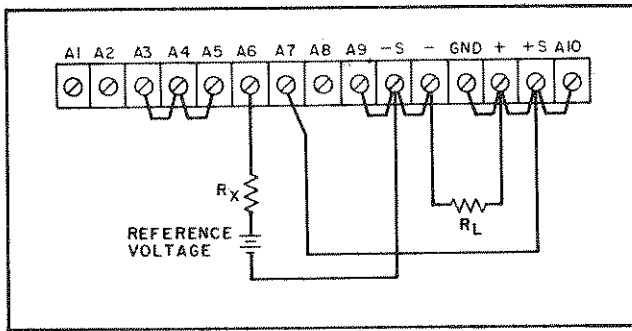 A1 A2 A3 A4 A5 A6 A7 A8 A9 -S - GND + +S A10
RX
REFERENCE
VOLTAGE
RL